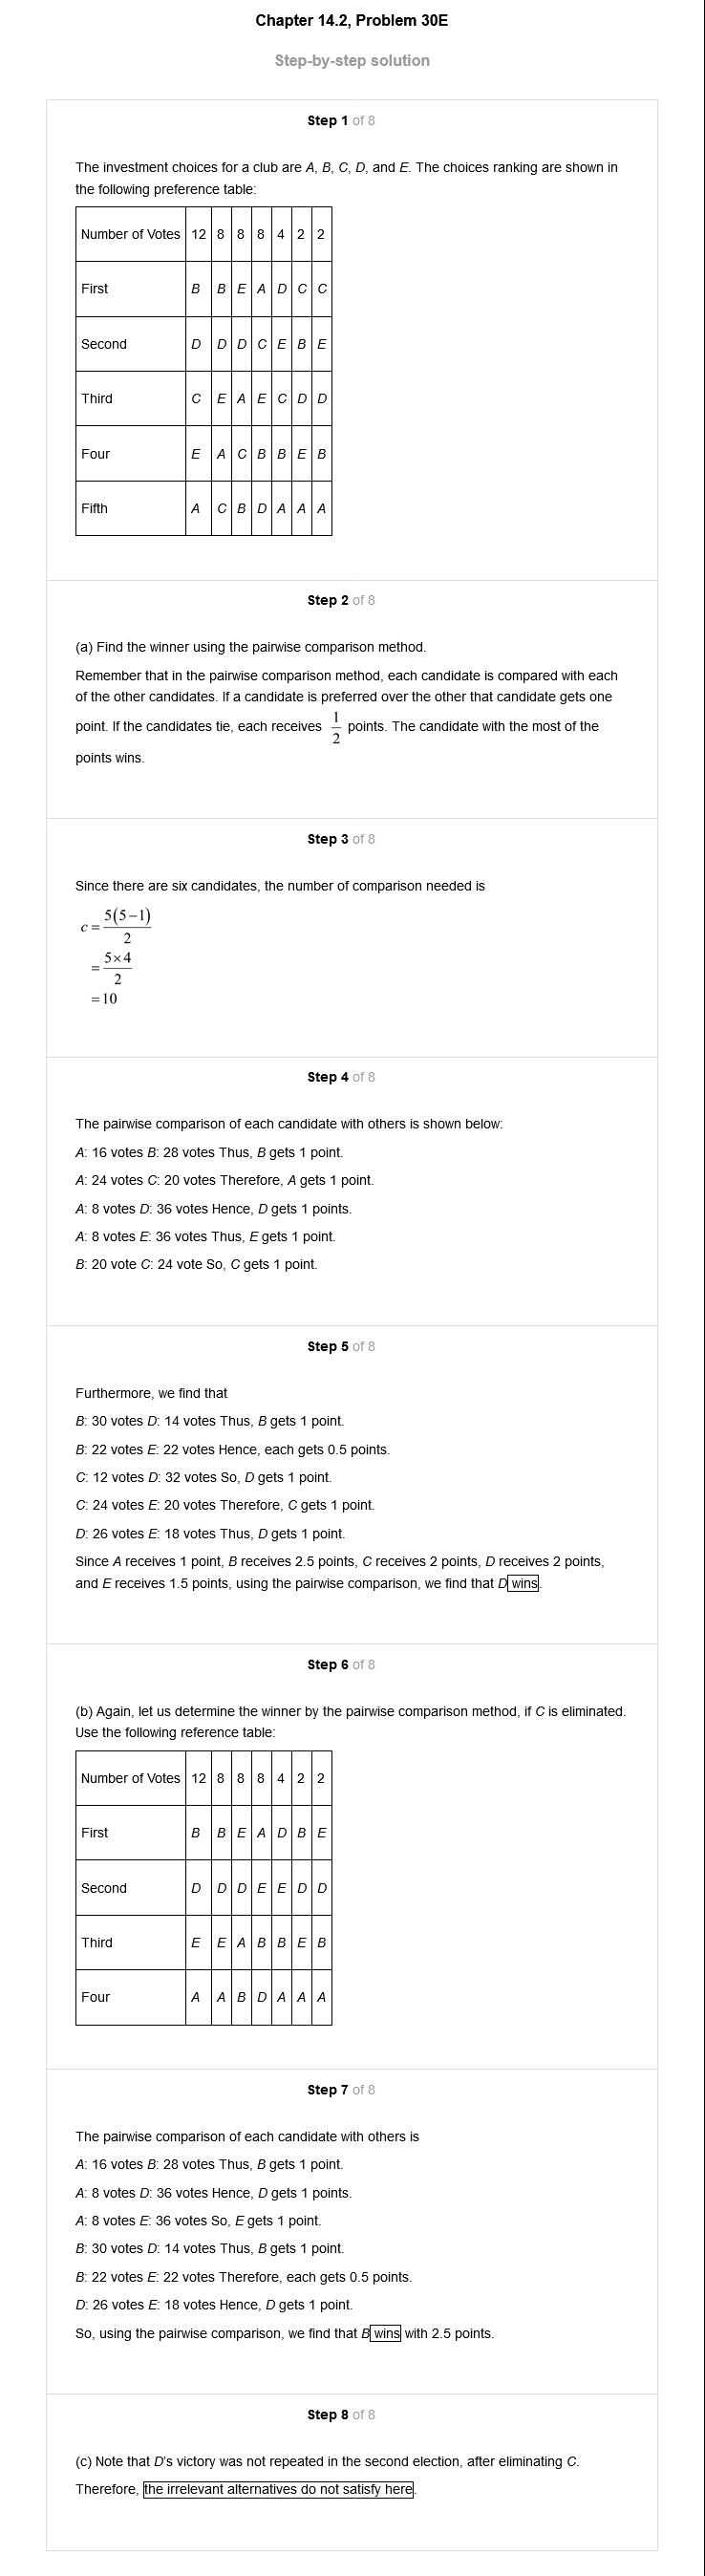 Chapter 14.2, Problem 30E
Step-by-step solution
Step 1 of 8
The investment choices for a club are A, B, C, D, and E. The choices ranking are shown in
the following preference table:
Number of Votes 12 8 8 8 4 2 2
First B B E A D C C
Second D D D C E B E
Third C E A E C D D
Four E A C B B E B
Fifth A C B D A A A
Step 2 of 8
(a) Find the winner using the pairwise comparison method.
Remember that in the pairwise comparison method, each candidate is compared with each
of the other candidates. If a candidate is preferred over the other that candidate gets one
point. If the candidates tie, each receives 1/2 points. The candidate with the most of the
points wins.
Step 3 of 8
Since there are six candidates, the number of comparison needed is
c = 5(5−1)/2
= 5×4/2
= 10
Step 4 of 8
The pairwise comparison of each candidate with others is shown below:
A: 16 votes B: 28 votes Thus, B gets 1 point.
A: 24 votes C: 20 votes Therefore, A gets 1 point.
A: 8 votes D: 36 votes Hence, D gets 1 points.
A: 8 votes E: 36 votes Thus, E gets 1 point.
B: 20 vote C: 24 vote So, C gets 1 point.
Step 5 of 8
Furthermore, we find that
B: 30 votes D: 14 votes Thus, B gets 1 point.
B: 22 votes E: 22 votes Hence, each gets 0.5 points.
C: 12 votes D: 32 votes So, D gets 1 point.
C: 24 votes E: 20 votes Therefore, C gets 1 point.
D: 26 votes E: 18 votes Thus, D gets 1 point.
Since A receives 1 point, B receives 2.5 points, C receives 2 points, D receives 2 points,
and E receives 1.5 points, using the pairwise comparison, we find that D wins.
Step 6 of 8
(b) Again, let us determine the winner by the pairwise comparison method, if C is eliminated.
Use the following reference table:
Number of Votes 12 8 8 8 4 2 2
First B B E A D B E
Second D D D E E D D
Third E E A B B E B
Four A A B D A A A
Step 7 of 8
The pairwise comparison of each candidate with others is
A: 16 votes B: 28 votes Thus, B gets 1 point.
A: 8 votes D: 36 votes Hence, D gets 1 points.
A: 8 votes E: 36 votes So, E gets 1 point.
B: 30 votes D: 14 votes Thus, B gets 1 point.
B: 22 votes E: 22 votes Therefore, each gets 0.5 points.
D: 26 votes E: 18 votes Hence, D gets 1 point.
So, using the pairwise comparison, we find that B wins with 2.5 points.
Step 8 of 8
(c) Note that D's victory was not repeated in the second election, after eliminating C.
Therefore, the irrelevant alternatives do not satisfy here.